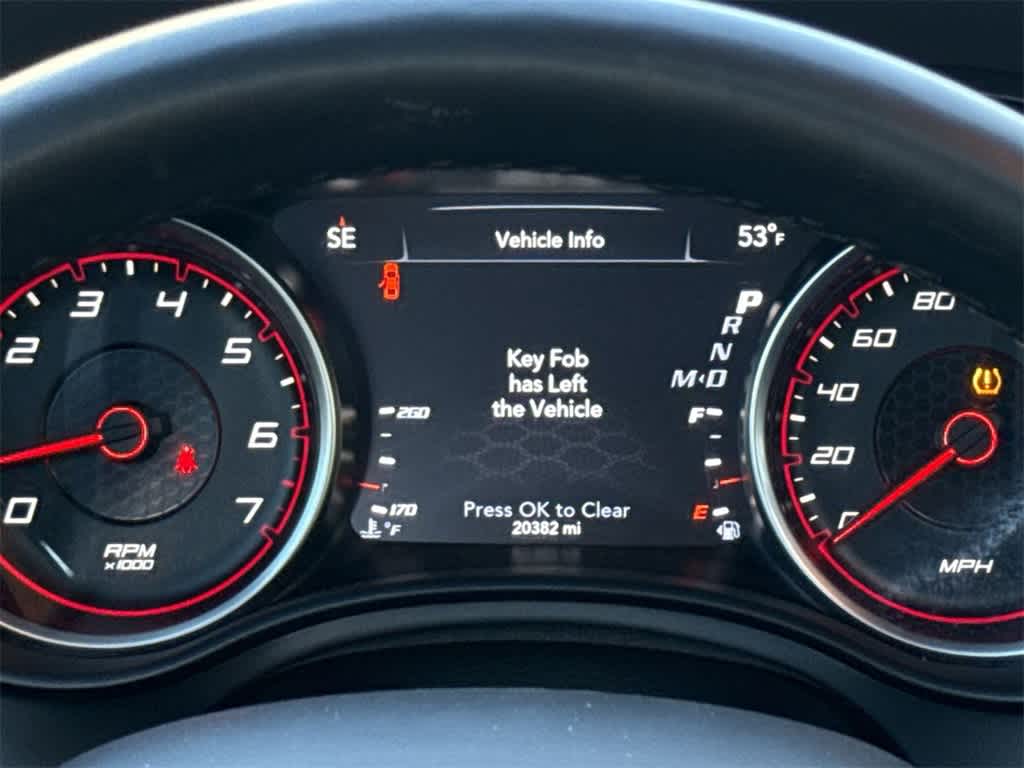 SE
Vehicle Info
53°F
P
R
N
M◂D
Key Fob
has Left
the Vehicle
260
170
°F
F
E
Press OK to Clear
20382 mi
0
2
3
4
5
6
7
RPM
x1000
0
20
40
60
80
MPH